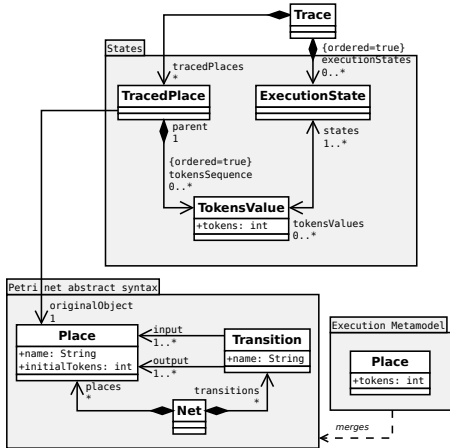 Trace
States
{ordered=true}
executionStates
0..*
tracedPlaces
*
TracedPlace
ExecutionState
parent
1
states
1..*
{ordered=true}
tokensSequence
0..*
TokensValue
+tokens: int
tokensValues
0..*
Petri net abstract syntax
originalObject
1
Place
+name: String
+initialTokens: int
input
1..*
output
1..*
Transition
+name: String
places
*
Net
transitions
*
Execution Metamodel
Place
+tokens: int
merges